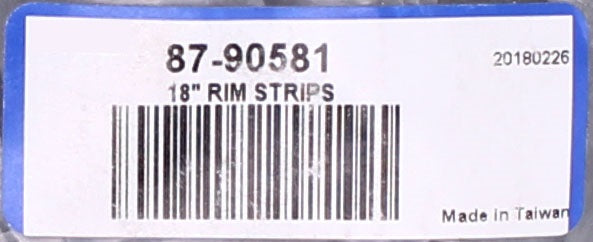 87-90581
20180226
18" RIM STRIPS
Made in Taiwan